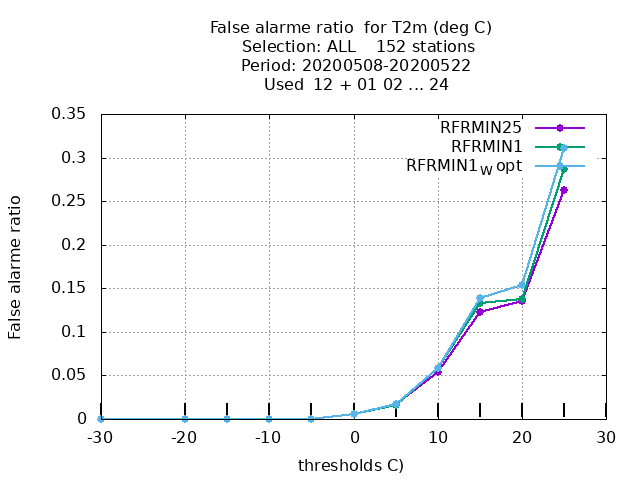 False alarme ratio  for T2m (deg C)
Selection: ALL    152 stations
Period: 20200508-20200522
Used  12 + 01 02 ... 24
0.35
0.3
0.25
0.2
0.15
0.1
0.05
0
False alarme ratio
RFRMIN25
RFRMIN1
RFRMIN1W opt
-30
-20
-10
0
10
20
30
thresholds C)